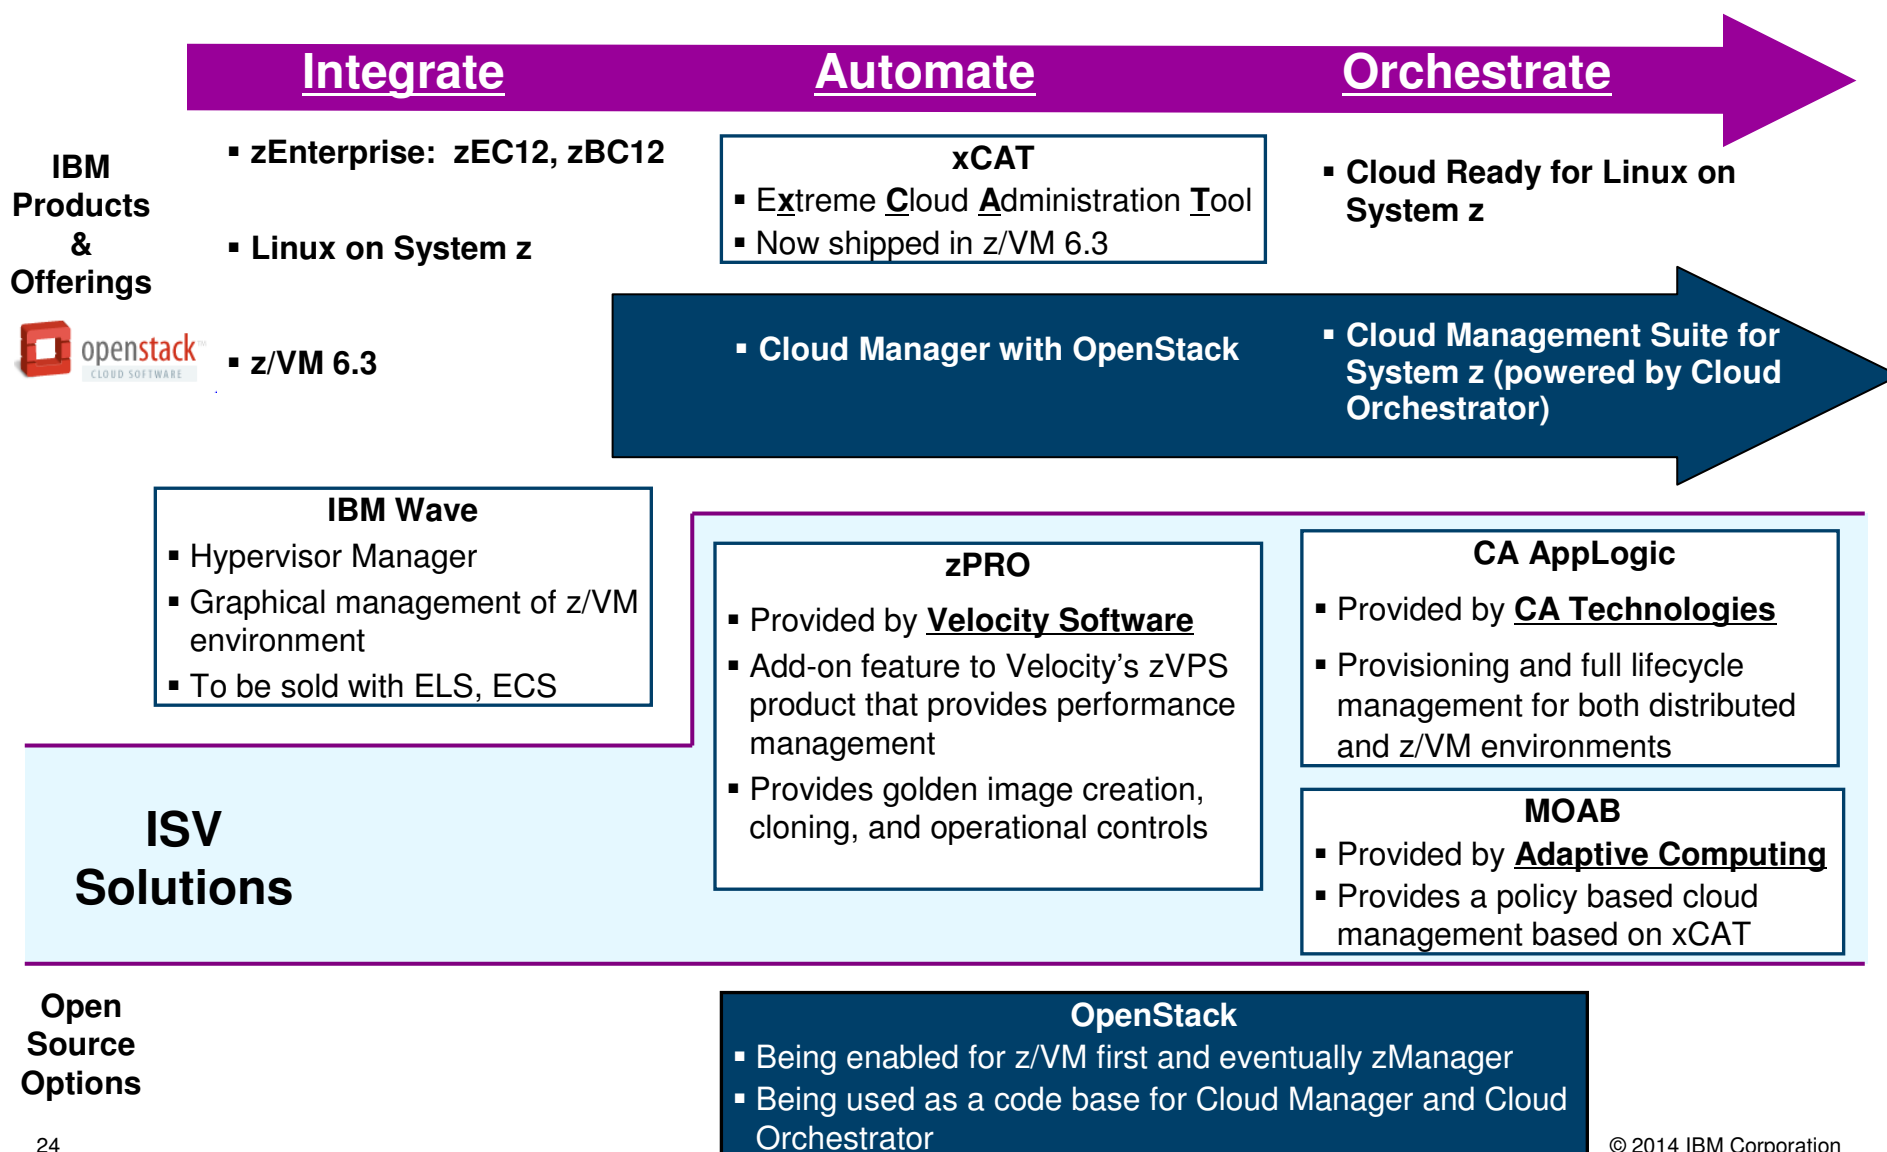 Integrate
Automate
Orchestrate
IBM
Products
&
Offerings
openstack™
CLOUD SOFTWARE
▪ zEnterprise: zEC12, zBC12
▪ Linux on System z
▪ z/VM 6.3
xCAT
▪ Extreme Cloud Administration Tool
▪ Now shipped in z/VM 6.3
▪ Cloud Ready for Linux on
System z
▪ Cloud Manager with OpenStack
▪ Cloud Management Suite for
System z (powered by Cloud
Orchestrator)
IBM Wave
▪ Hypervisor Manager
▪ Graphical management of z/VM
environment
▪ To be sold with ELS, ECS
ISV
Solutions
zPRO
▪ Provided by Velocity Software
▪ Add-on feature to Velocity’s zVPS
product that provides performance
management
▪ Provides golden image creation,
cloning, and operational controls
CA AppLogic
▪ Provided by CA Technologies
▪ Provisioning and full lifecycle
management for both distributed
and z/VM environments
MOAB
▪ Provided by Adaptive Computing
▪ Provides a policy based cloud
management based on xCAT
Open
Source
Options
OpenStack
▪ Being enabled for z/VM first and eventually zManager
▪ Being used as a code base for Cloud Manager and Cloud
Orchestrator
24
© 2014 IBM Corporation